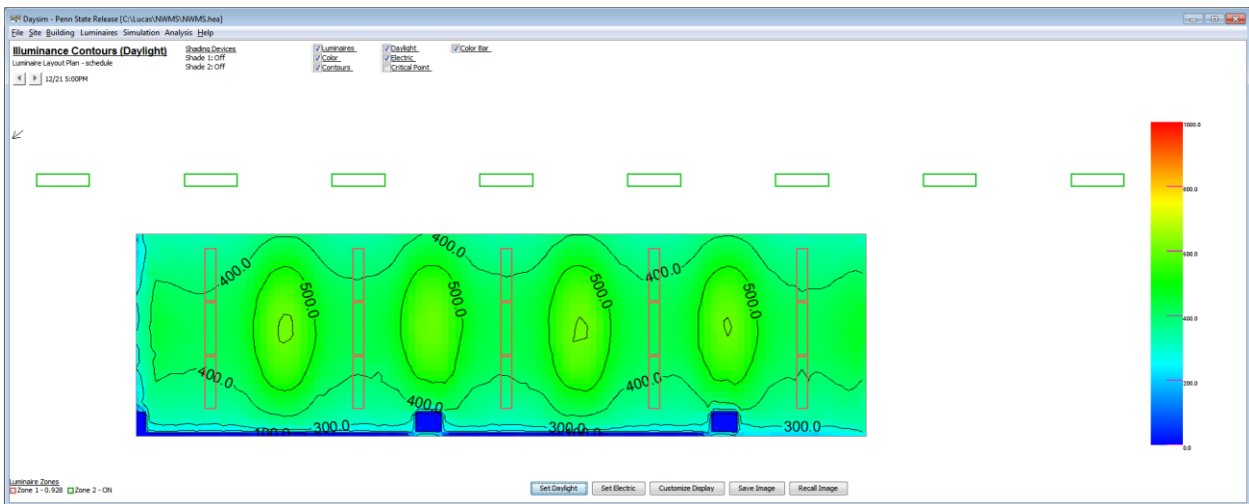 Daysim - Penn State Release [C:\Lucas\NWMS\NWMS.hea]
File Site Building Luminaires Simulation Analysis Help
Illuminance Contours (Daylight)
Luminaire Layout Plan - schedule
12/21 5:00PM
Shading Devices
Shade 1: Off
Shade 2: Off
Luminaires Daylight Color Bar
Color Electric
Contours Critical Point
1000.0
800.0
600.0
400.0
200.0
0.0
400.0
400.0 400.0 400.0
500.0 500.0 500.0 500.0
400.0 400.0 400.0
300.0 300.0 300.0
Luminaire Zones
Zone 1 - 0.928 Zone 2 - ON
Set Daylight Set Electric Customize Display Save Image Recall Image